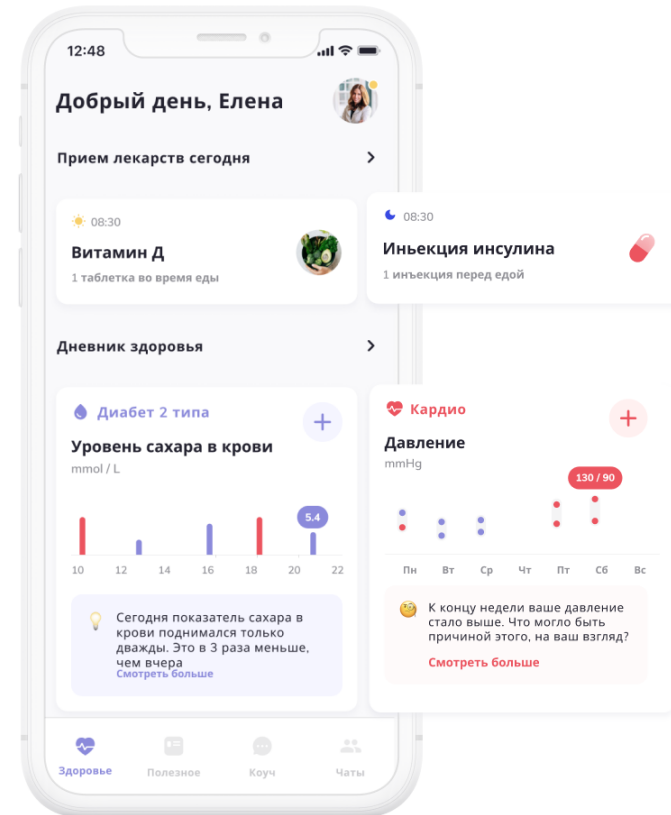 12:48
Добрый день, Елена
Прием лекарств сегодня
08:30
Витамин Д
1 таблетка во время еды
08:30
Иньекция инсулина
1 инъекция перед едой
Дневник здоровья
Диабет 2 типа
Уровень сахара в крови
mmol / L
5.4
10 12 14 16 18 20 22
Сегодня показатель сахара в
крови поднимался только
дважды. Это в 3 раза меньше,
чем вчера
Смотреть больше
Кардио
Давление
mmHg
130 / 90
Пн Вт Ср Чт Пт Сб Вс
К концу недели ваше давление
стало выше. Что могло быть
причиной этого, на ваш взгляд?
Смотреть больше
Здоровье Полезное Коуч Чаты